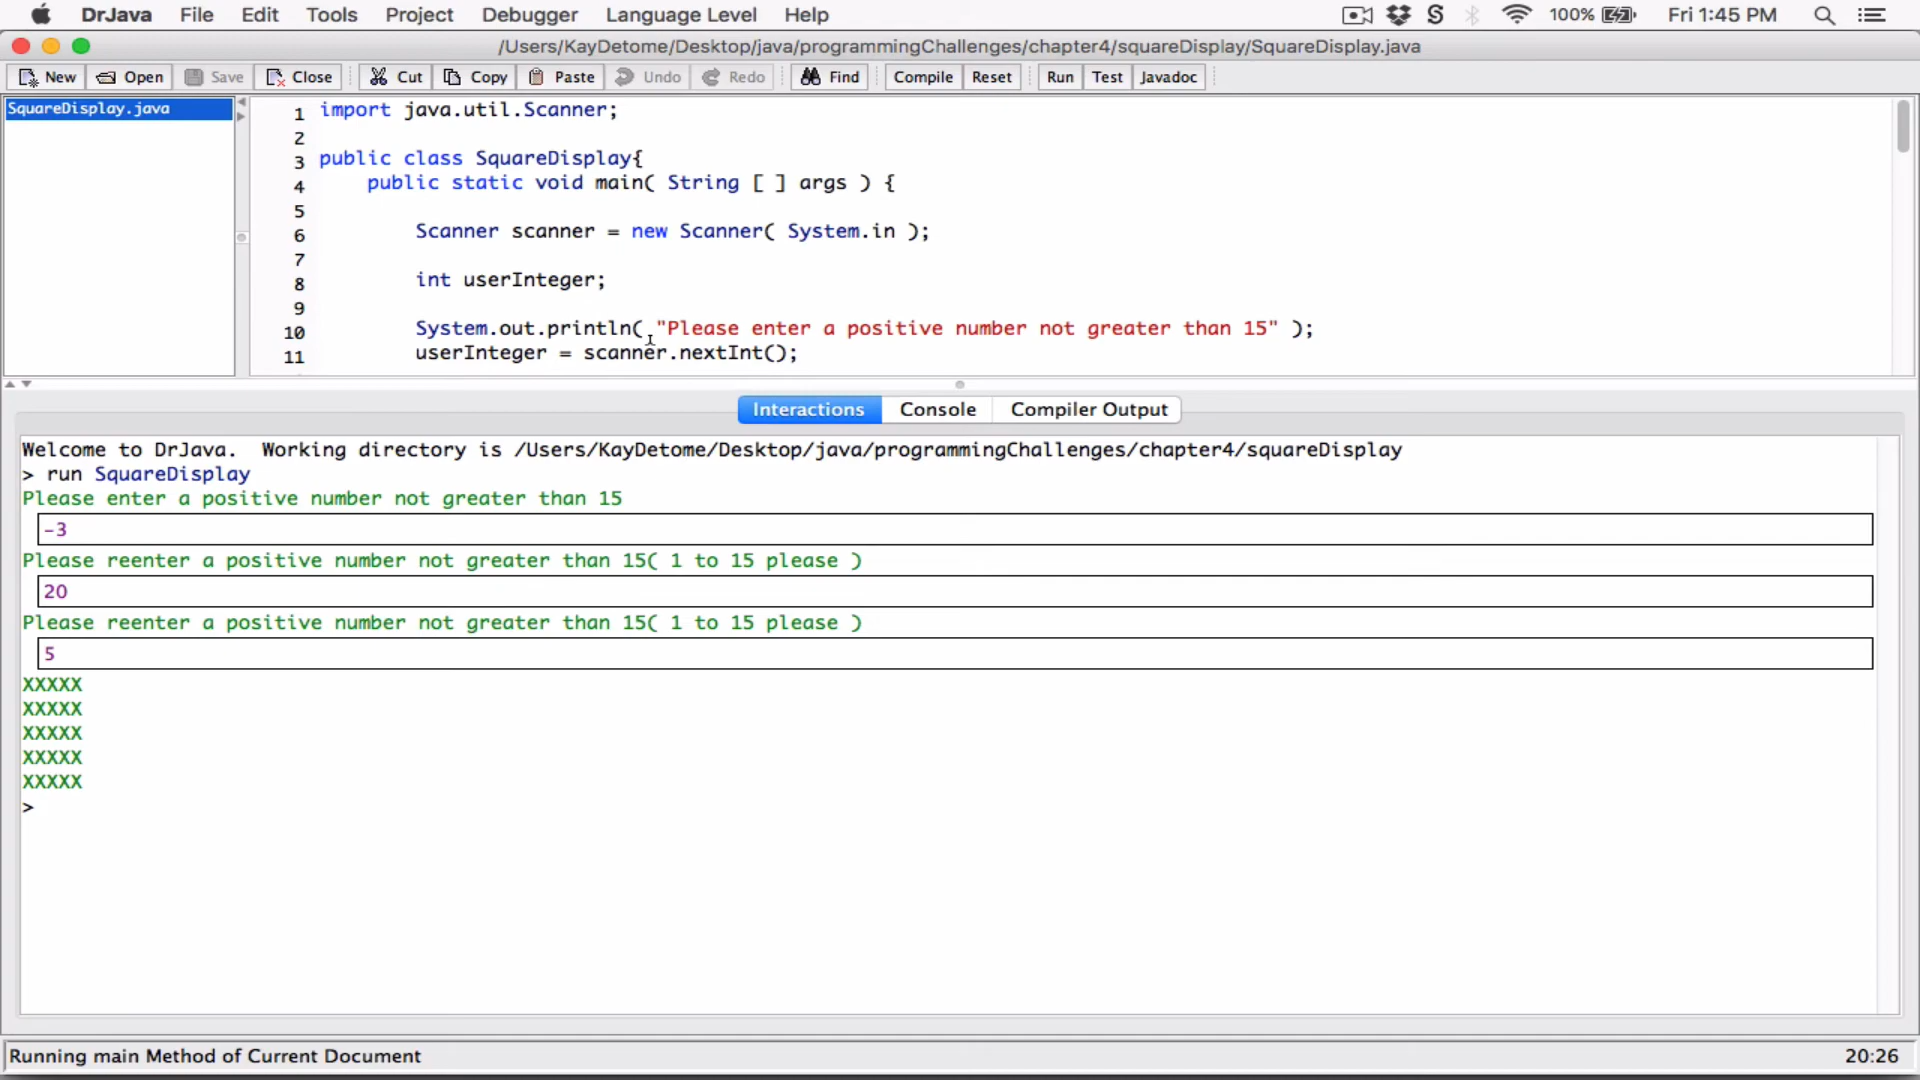 DrJava File Edit Tools Project Debugger Language Level Help 100% Fri 1:45 PM
/Users/KayDetome/Desktop/java/programmingChallenges/chapter4/squareDisplay/SquareDisplay.java
New Open Save Close Cut Copy Paste Undo Redo Find Compile Reset Run Test Javadoc
SquareDisplay.java
1 import java.util.Scanner;
2
3 public class SquareDisplay{
4 public static void main( String [ ] args ) {
5
6 Scanner scanner = new Scanner( System.in );
7
8 int userInteger;
9
10 System.out.println( "Please enter a positive number not greater than 15" );
11 userInteger = scanner.nextInt();
Interactions Console Compiler Output
Welcome to DrJava.  Working directory is /Users/KayDetome/Desktop/java/programmingChallenges/chapter4/squareDisplay
> run SquareDisplay
Please enter a positive number not greater than 15
-3
Please reenter a positive number not greater than 15( 1 to 15 please )
20
Please reenter a positive number not greater than 15( 1 to 15 please )
5
XXXXX
XXXXX
XXXXX
XXXXX
XXXXX
>
Running main Method of Current Document 20:26